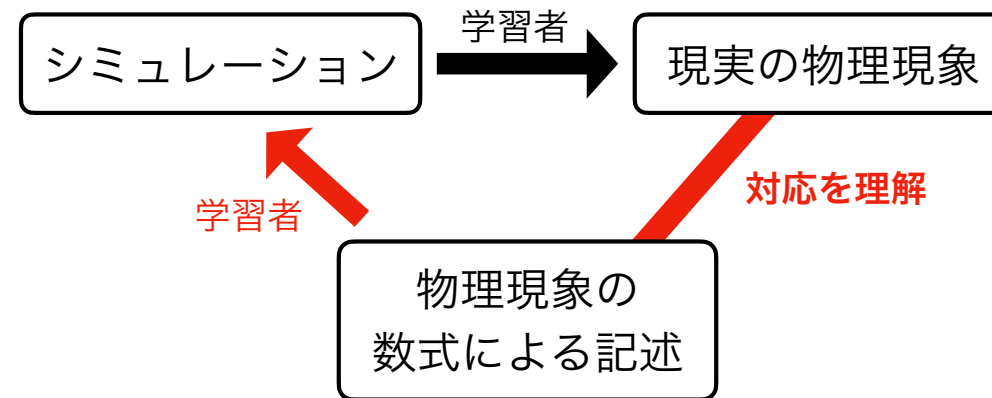 学習者
シミュレーション
現実の物理現象
対応を理解
学習者
物理現象の
数式による記述